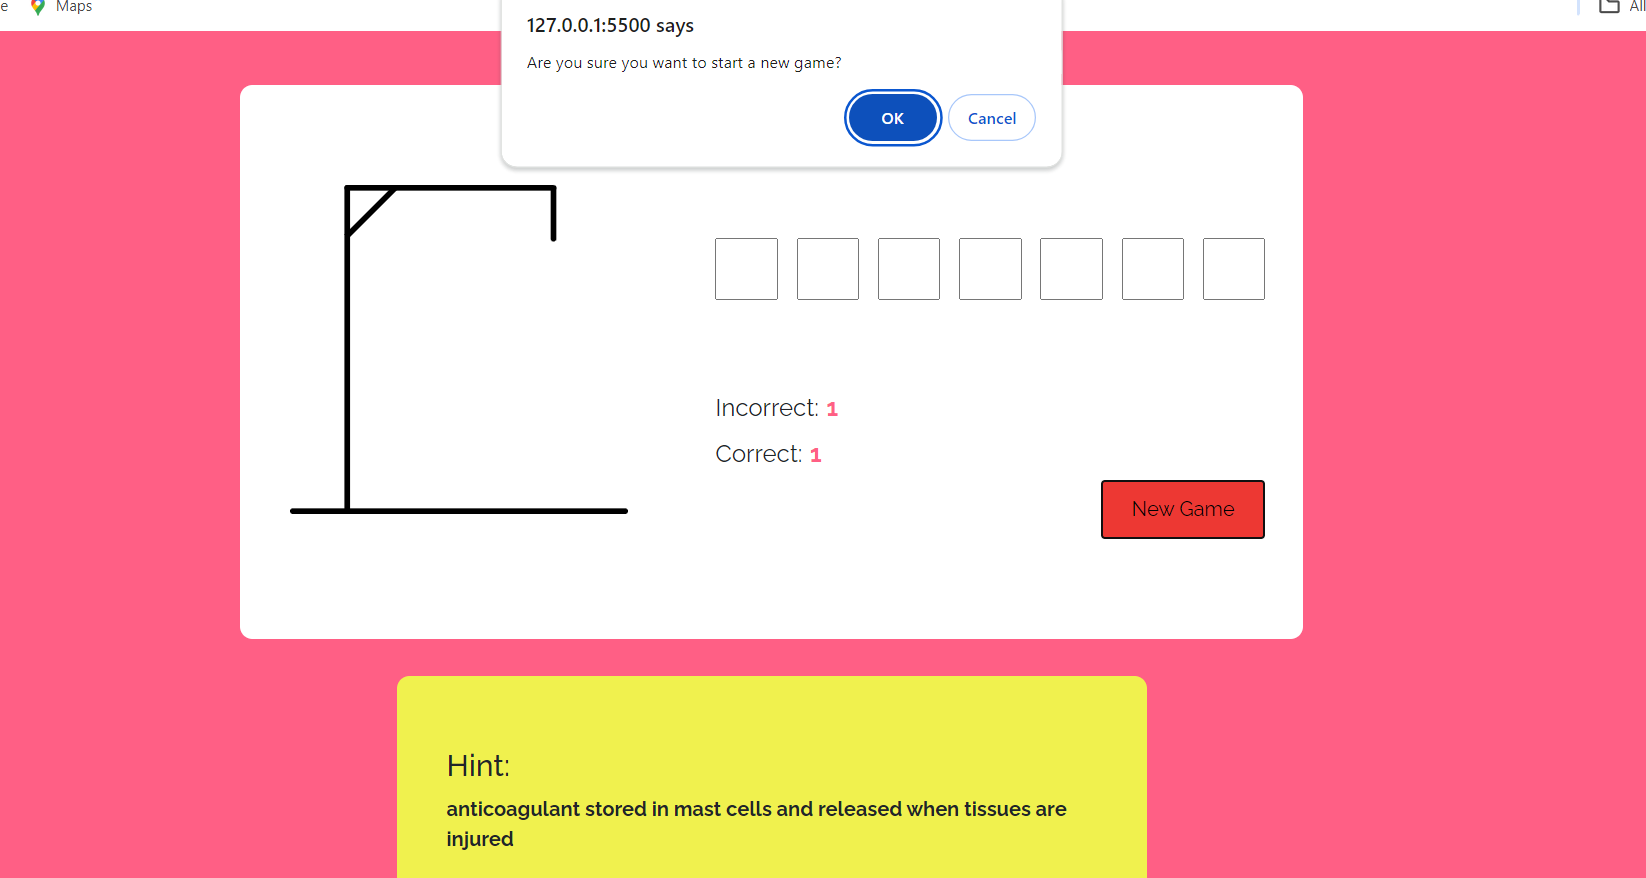 e Maps All
127.0.0.1:5500 says
Are you sure you want to start a new game?
OK Cancel
Incorrect: 1
Correct: 1
New Game
Hint:
anticoagulant stored in mast cells and released when tissues are
injured